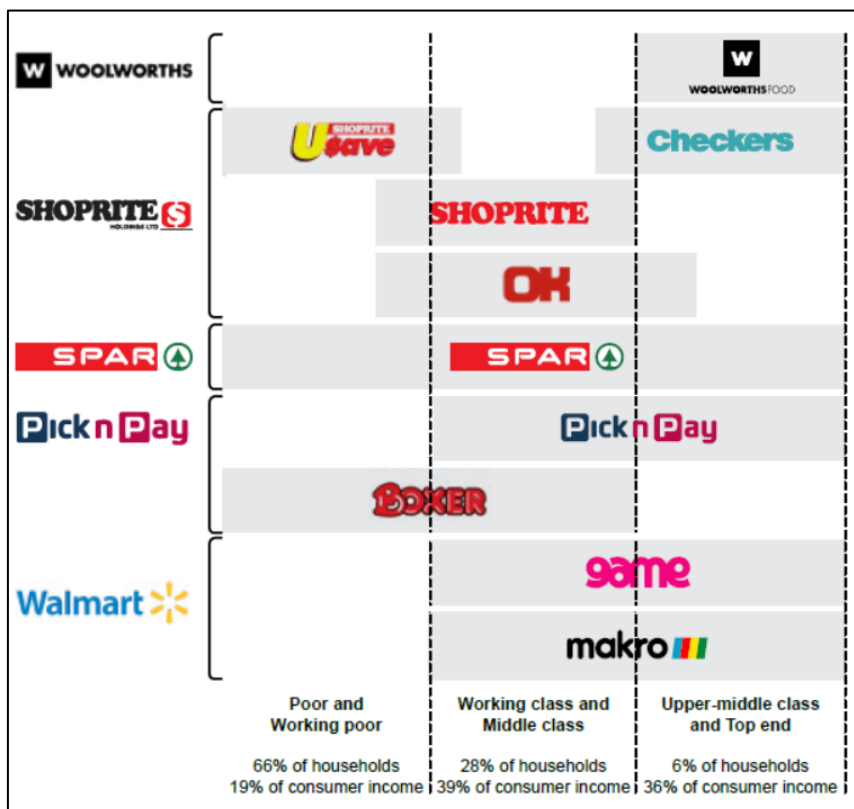 W WOOLWORTHS
W
WOOLWORTHS FOOD
SHOPRITE
U$ave
Checkers
SHOPRITE S
HOLDINGS LTD
SHOPRITE
OK
SPAR
SPAR
Pick n Pay
Pick n Pay
BOXER
game
Walmart
makro
Poor and
Working poor
Working class and
Middle class
Upper-middle class
and Top end
66% of households
19% of consumer income
28% of households
39% of consumer income
6% of households
36% of consumer income